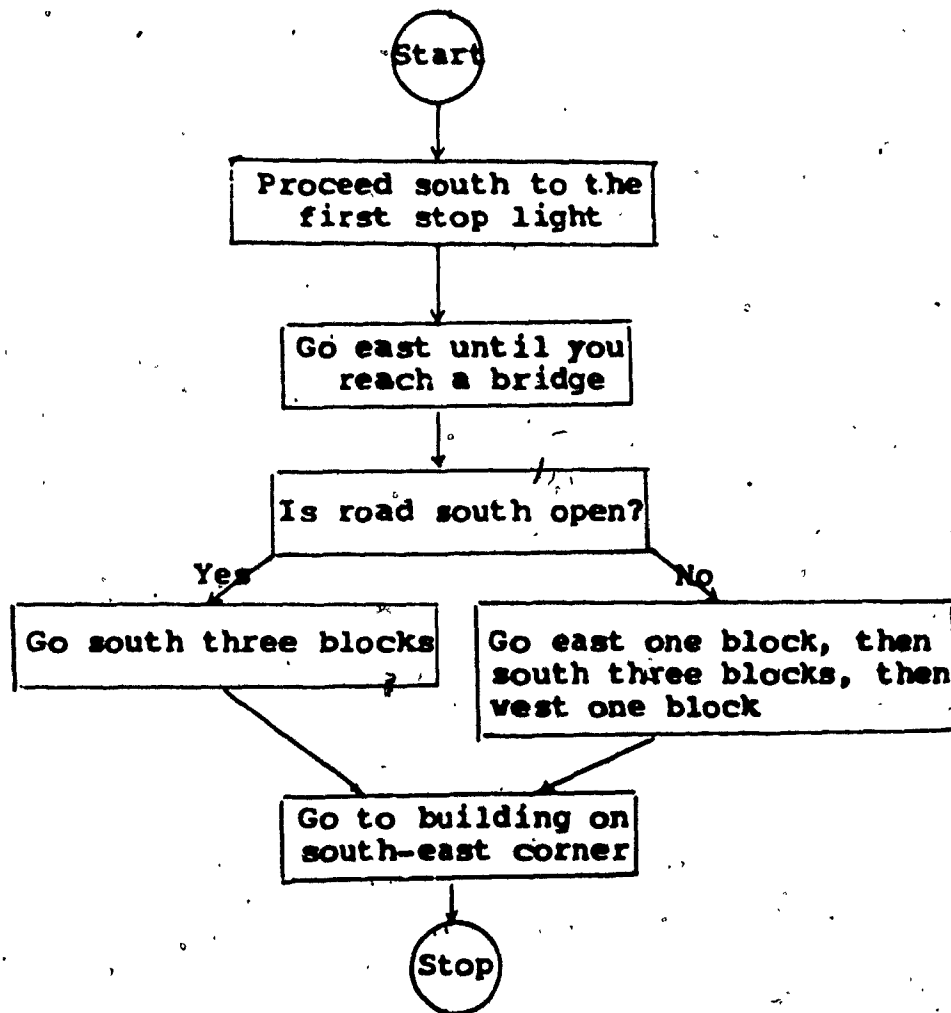 Start
Proceed south to the
first stop light
Go east until you
reach a bridge
Is road south open?
Yes
No
Go south three blocks
Go east one block, then
south three blocks, then
west one block
Go to building on
south-east corner
Stop